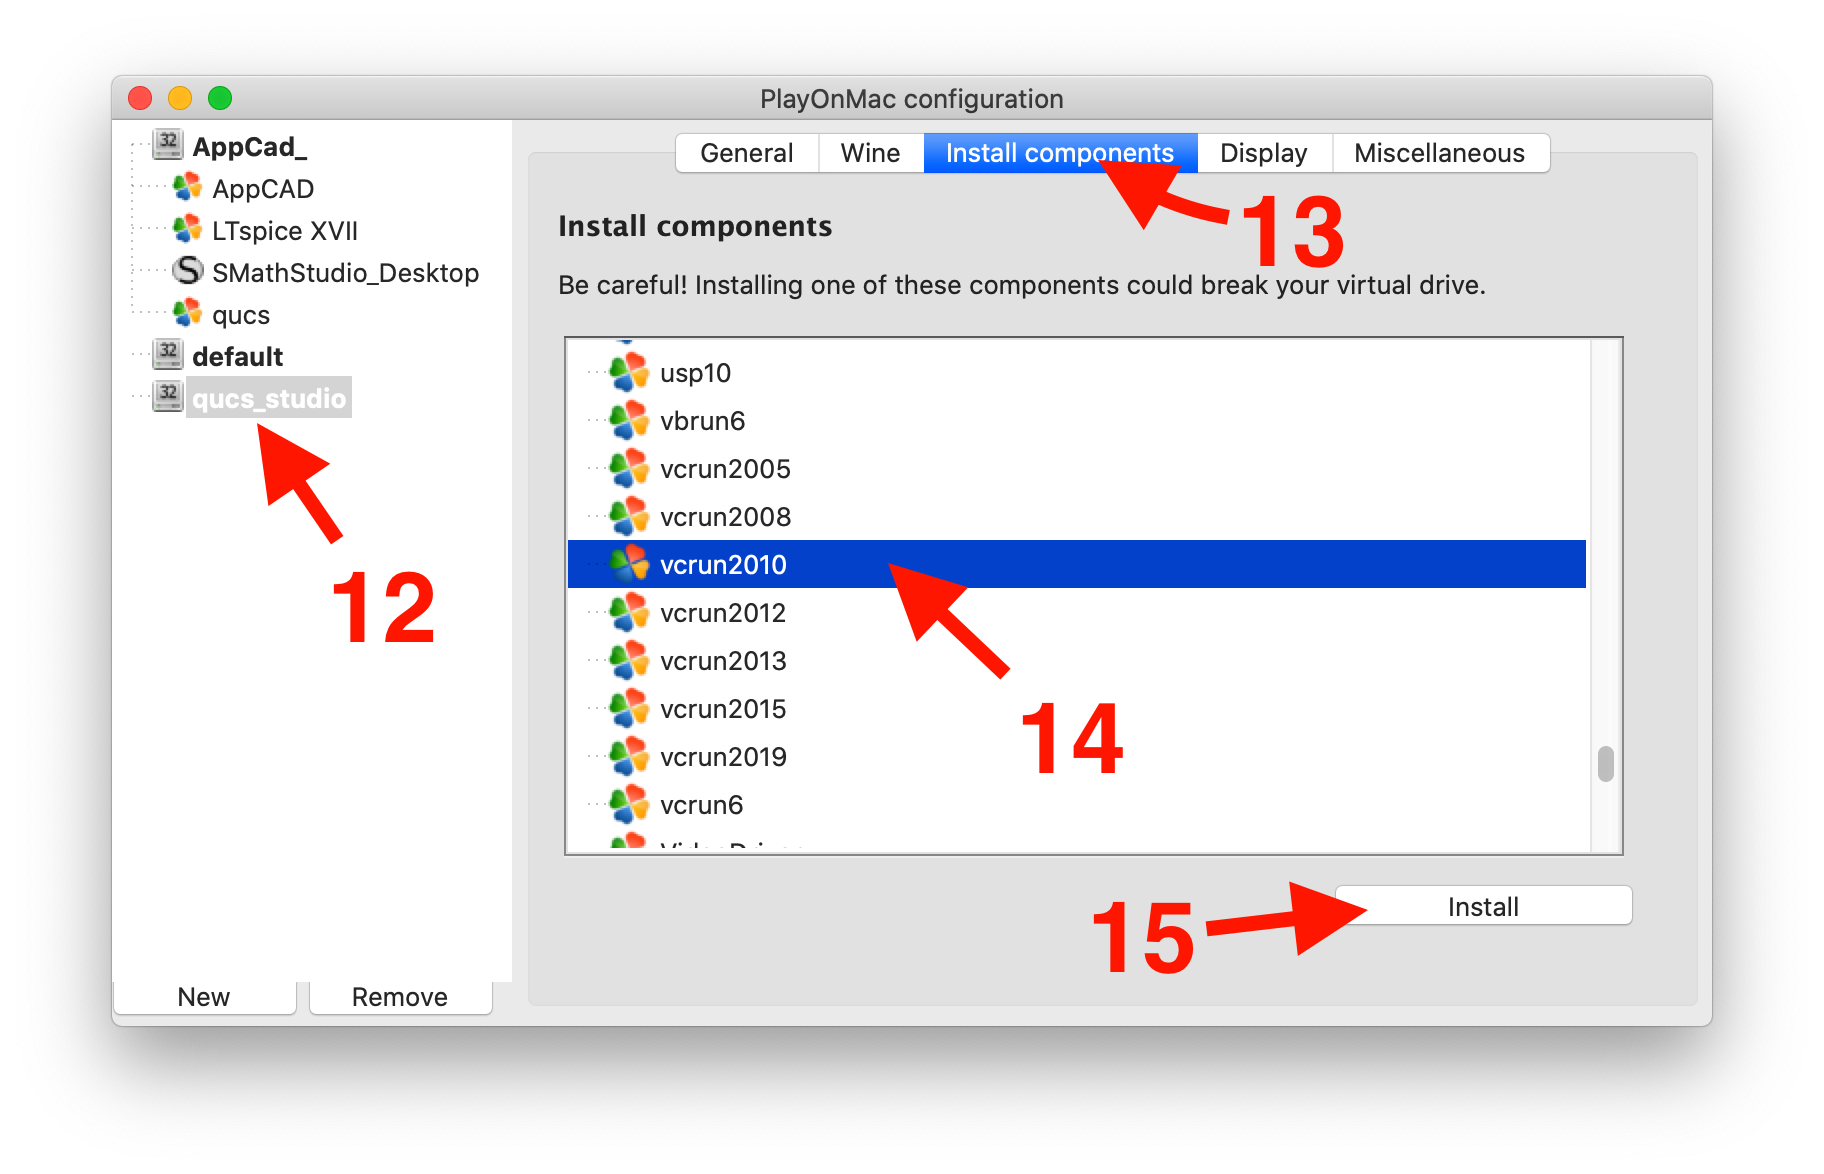 PlayOnMac configuration
32 AppCad_
AppCAD
LTspice XVII
SMathStudio_Desktop
qucs
32 default
32 qucs_studio
12
New
Remove
General
Wine
Install components
Display
Miscellaneous
13
Install components
Be careful! Installing one of these components could break your virtual drive.
usp10
vbrun6
vcrun2005
vcrun2008
vcrun2010
vcrun2012
vcrun2013
vcrun2015
vcrun2019
vcrun6
14
15
Install